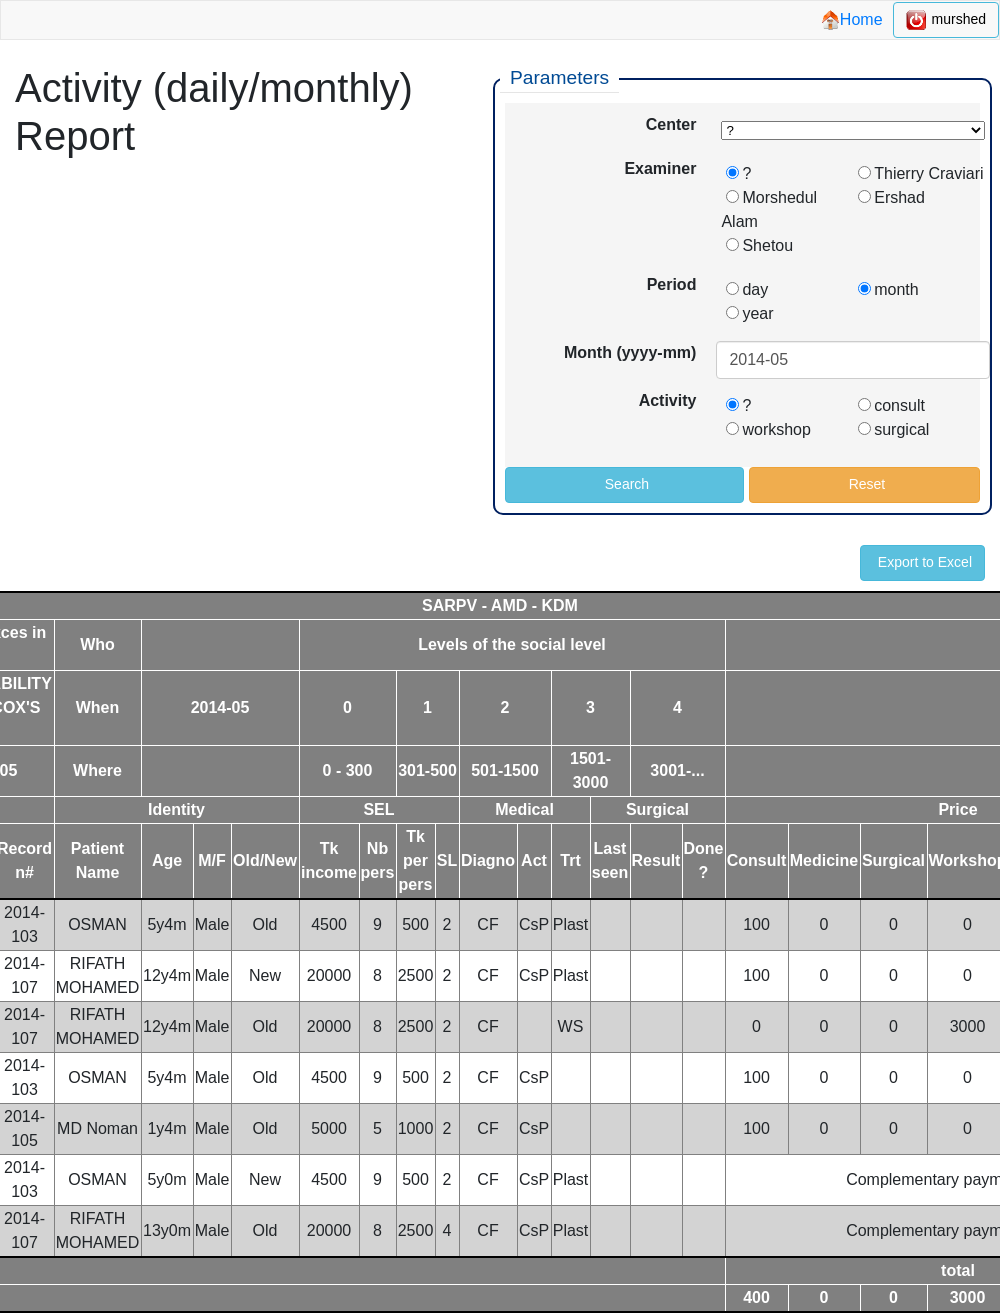 Home murshed
Activity (daily/monthly)
Report
Parameters
Center ?
Examiner ? Thierry Craviari
Morshedul Alam Ershad
Shetou
Period day month
year
Month (yyyy-mm) 2014-05
Activity ? consult
workshop surgical
Search Reset
Export to Excel
SARPV - AMD - KDM
ces in Who Levels of the social level
BILITY COX'S When 2014-05 0 1 2 3 4
05 Where 0 - 300 301-500 501-1500 1501-3000 3001-...
Identity SEL Medical Surgical Price
Record n# Patient Name Age M/F Old/New Tk income Nb pers Tk per pers SL Diagno Act Trt Last seen Result Done ? Consult Medicine Surgical Workshop
2014-103 OSMAN 5y4m Male Old 4500 9 500 2 CF CsP Plast 100 0 0 0
2014-107 RIFATH MOHAMED 12y4m Male New 20000 8 2500 2 CF CsP Plast 100 0 0 0
2014-107 RIFATH MOHAMED 12y4m Male Old 20000 8 2500 2 CF WS 0 0 0 3000
2014-103 OSMAN 5y4m Male Old 4500 9 500 2 CF CsP 100 0 0 0
2014-105 MD Noman 1y4m Male Old 5000 5 1000 2 CF CsP 100 0 0 0
2014-103 OSMAN 5y0m Male New 4500 9 500 2 CF CsP Plast Complementary paym
2014-107 RIFATH MOHAMED 13y0m Male Old 20000 8 2500 4 CF CsP Plast Complementary paym
total
400 0 0 3000